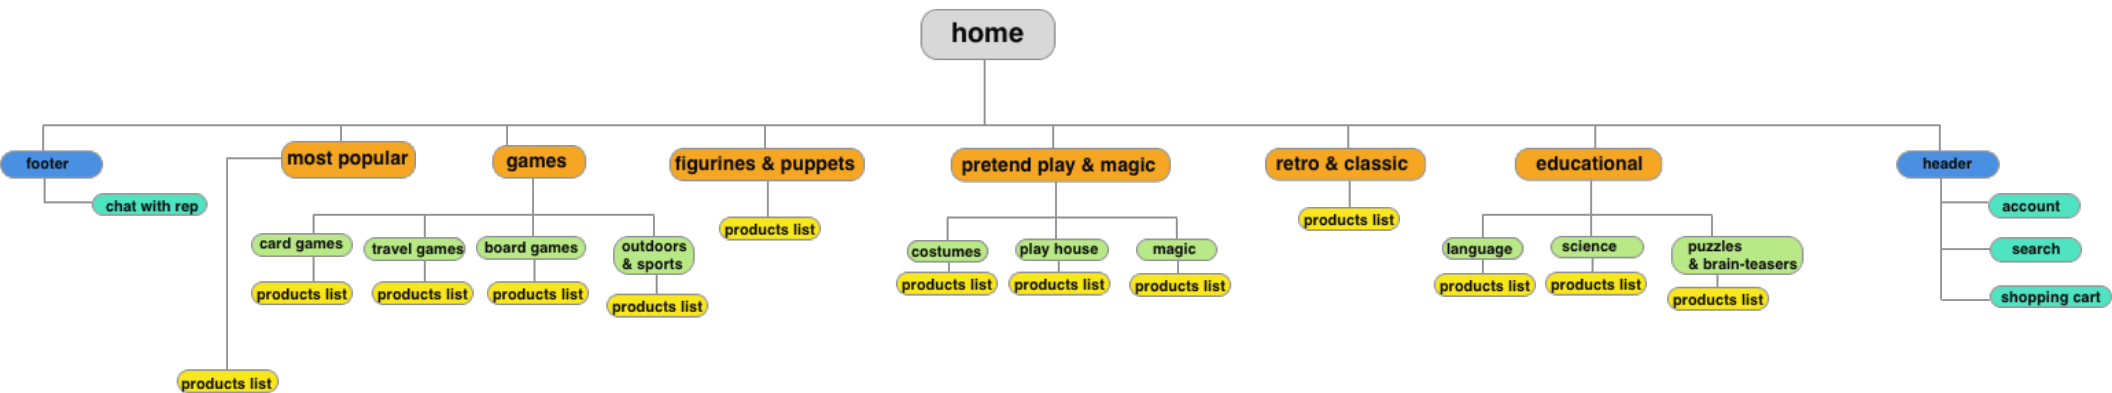 home
footer
most popular
games
figurines & puppets
pretend play & magic
retro & classic
educational
header
chat with rep
account
search
shopping cart
card games
travel games
board games
outdoors
& sports
products list
products list
products list
products list
products list
products list
costumes
play house
magic
products list
products list
products list
products list
language
science
puzzles
& brain-teasers
products list
products list
products list